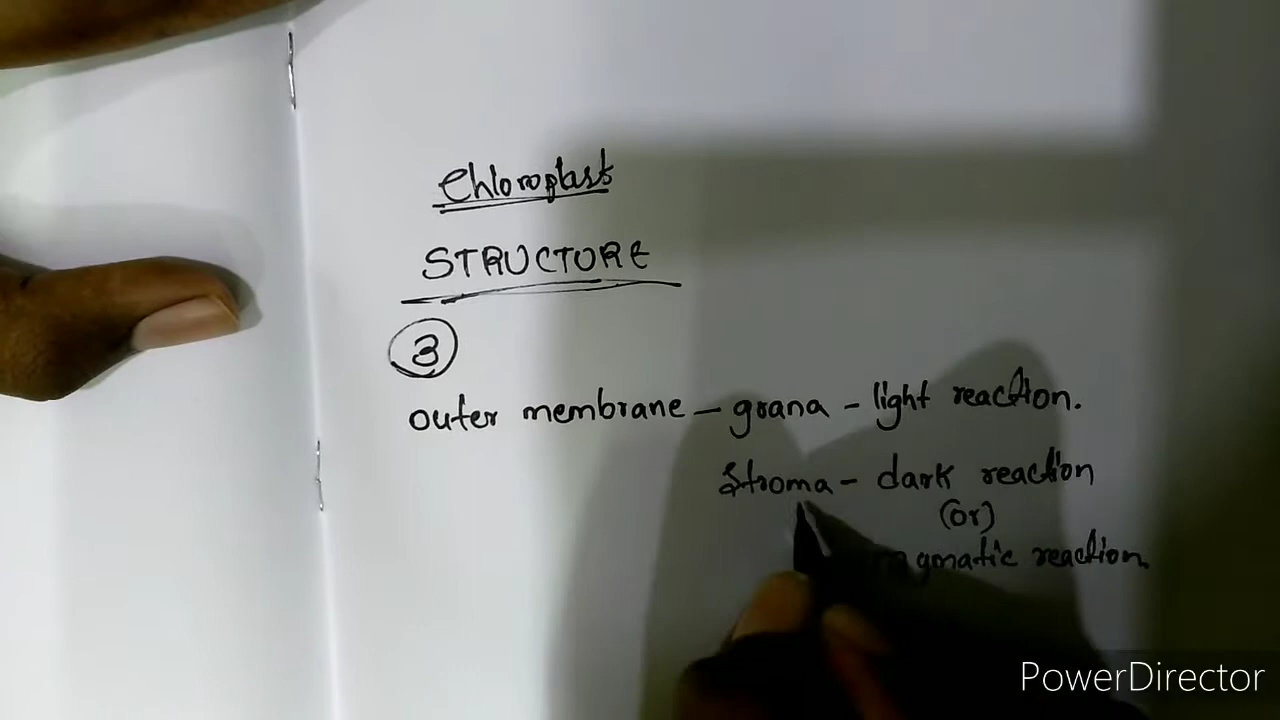 Chloroplast
STRUCTURE
3
outer membrane - grana - light reaction.
Stroma - dark reaction
(or)
reaction.
PowerDirector